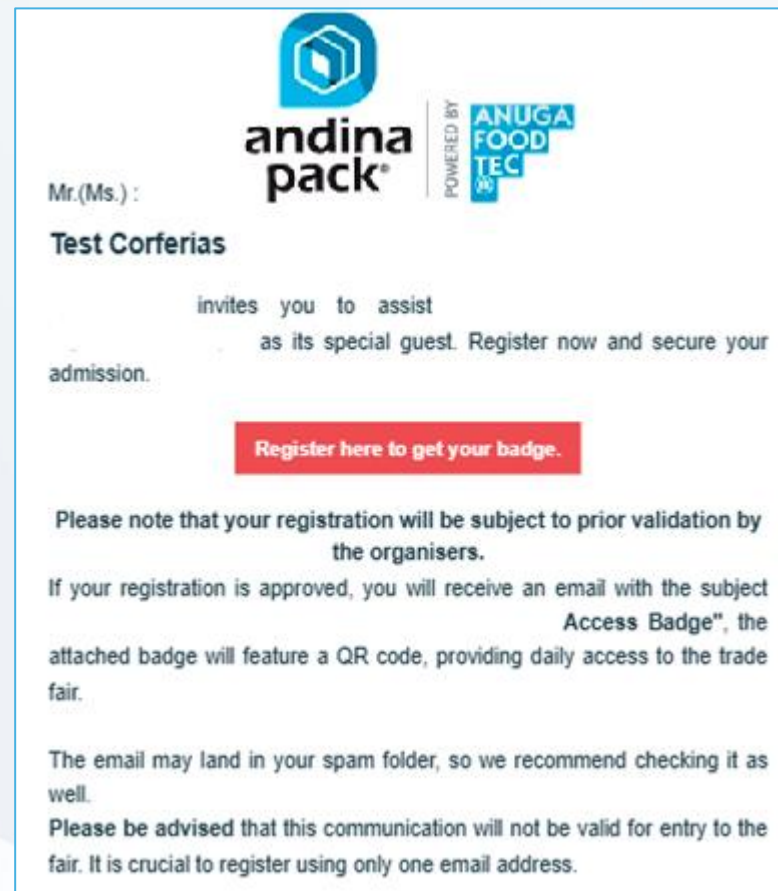 andina
pack®
POWERED BY
ANUGA
FOOD
TEC
Mr.(Ms.) :
Test Corferias
invites you to assist
as its special guest. Register now and secure your
admission.
Register here to get your badge.
Please note that your registration will be subject to prior validation by
the organisers.
If your registration is approved, you will receive an email with the subject
Access Badge", the
attached badge will feature a QR code, providing daily access to the trade
fair.
The email may land in your spam folder, so we recommend checking it as
well.
Please be advised that this communication will not be valid for entry to the
fair. It is crucial to register using only one email address.